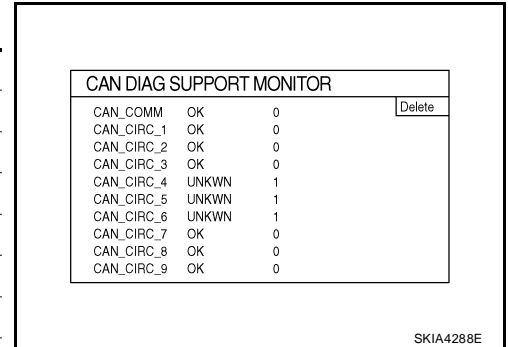 CAN DIAG SUPPORT MONITOR
Delete
CAN_COMM OK 0
CAN_CIRC_1 OK 0
CAN_CIRC_2 OK 0
CAN_CIRC_3 OK 0
CAN_CIRC_4 UNKWN 1
CAN_CIRC_5 UNKWN 1
CAN_CIRC_6 UNKWN 1
CAN_CIRC_7 OK 0
CAN_CIRC_8 OK 0
CAN_CIRC_9 OK 0
SKIA4288E